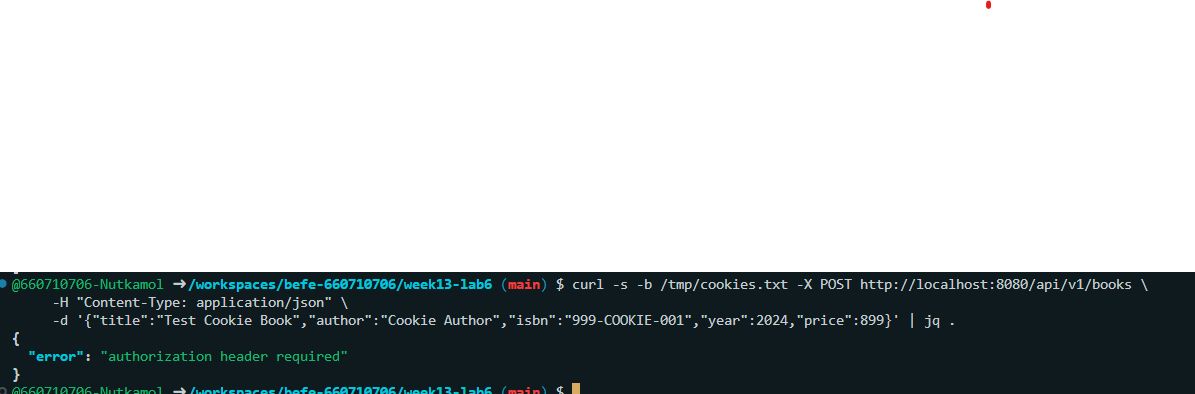 @660710706-Nutkamol ➜/workspaces/befe-660710706/week13-lab6 (main) $ curl -s -b /tmp/cookies.txt -X POST http://localhost:8080/api/v1/books \
-H "Content-Type: application/json" \
-d '{"title":"Test Cookie Book","author":"Cookie Author","isbn":"999-COOKIE-001","year":2024,"price":899}' | jq .
{
"error": "authorization header required"
}
@660710706-Nutkamol ➜/workspaces/befe-660710706/week13-lab6 (main) $